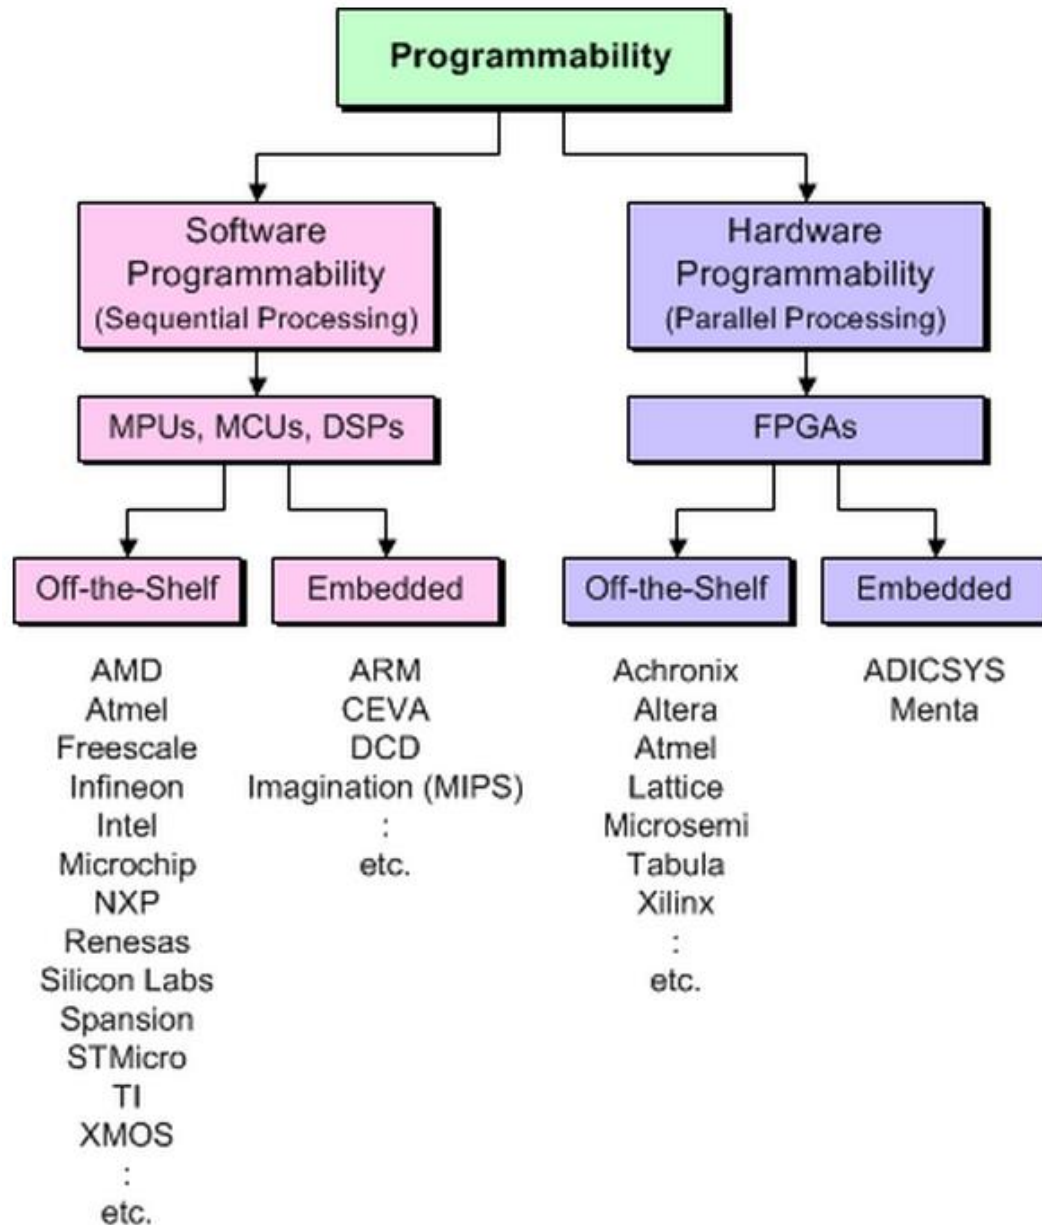 Programmability
Software
Programmability
(Sequential Processing)
Hardware
Programmability
(Parallel Processing)
MPUs, MCUs, DSPs
FPGAs
Off-the-Shelf
Embedded
Off-the-Shelf
Embedded
AMD
Atmel
Freescale
Infineon
Intel
Microchip
NXP
Renesas
Silicon Labs
Spansion
STMicro
TI
XMOS
:
etc.
ARM
CEVA
DCD
Imagination (MIPS)
:
etc.
Achronix
Altera
Atmel
Lattice
Microsemi
Tabula
Xilinx
:
etc.
ADICSYS
Menta